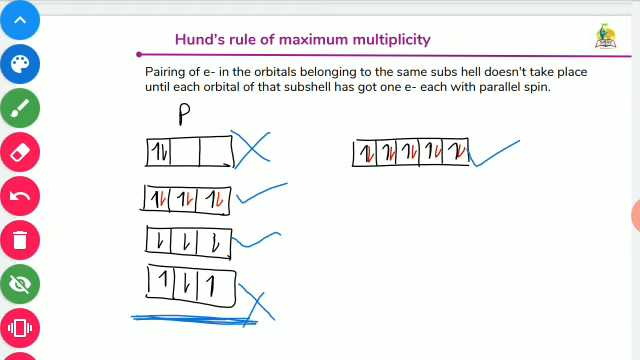 Hund's rule of maximum multiplicity
Pairing of e- in the orbitals belonging to the same subs hell doesn't take place
until each orbital of that subshell has got one e- each with parallel spin.
P